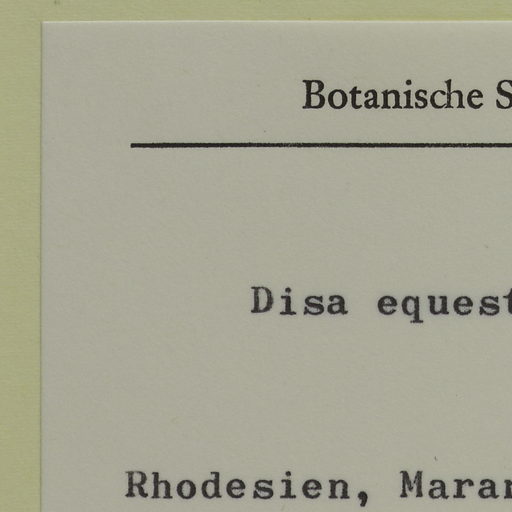 Botanische S
Disa equest
Rhodesien, Maran